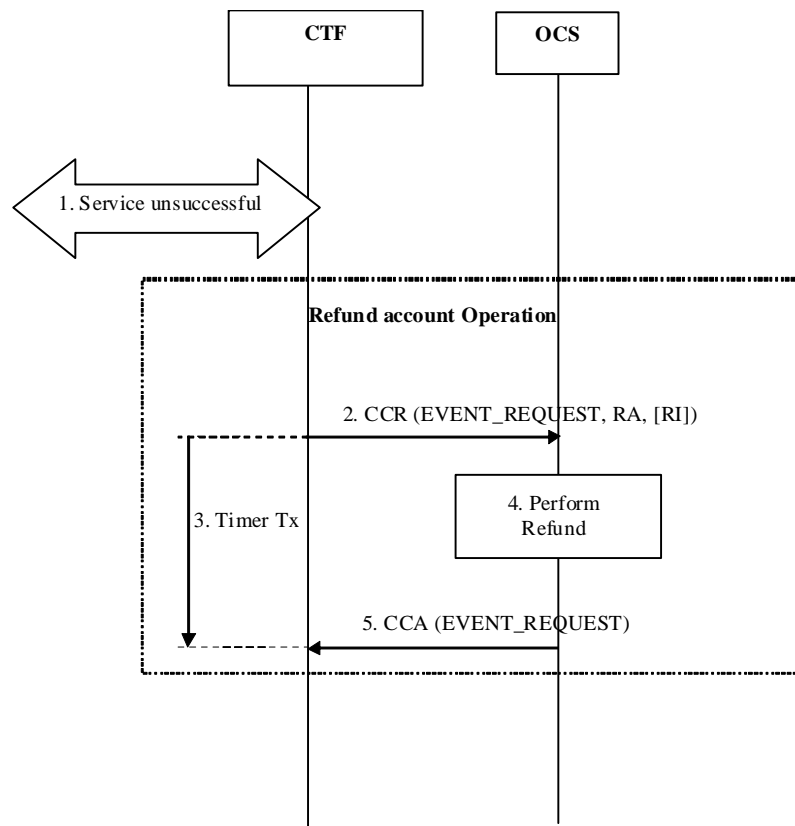 CTF
OCS
1. Service unsuccessful
Refund account Operation
2. CCR (EVENT_REQUEST, RA, [RI])
3. Timer Tx
4. Perform
Refund
5. CCA (EVENT_REQUEST)